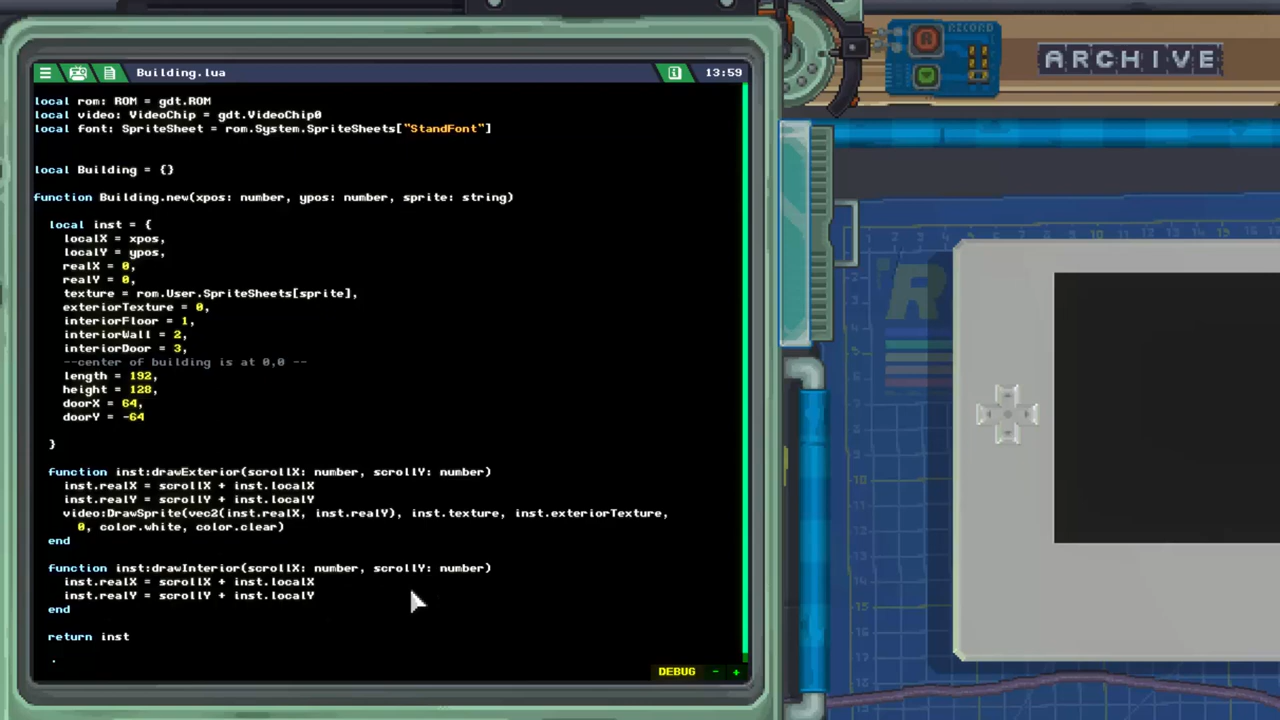 RECORD
R
ARCHIVE
Building.lua
13:59
local rom: ROM = gdt.ROM
local video: VideoChip = gdt.VideoChip0
local font: SpriteSheet = rom.System.SpriteSheets["StandFont"]
local Building = {}
function Building.new(xpos: number, ypos: number, sprite: string)
local inst = {
localX = xpos,
localY = ypos,
realX = 0,
realY = 0,
texture = rom.User.SpriteSheets[sprite],
exteriorTexture = 0,
interiorFloor = 1,
interiorWall = 2,
interiorDoor = 3,
--center of building is at 0,0 --
length = 192,
height = 128,
doorX = 64,
doorY = -64
}
function inst:drawExterior(scrollX: number, scrollY: number)
inst.realX = scrollX + inst.localX
inst.realY = scrollY + inst.localY
video:DrawSprite(vec2(inst.realX, inst.realY), inst.texture, inst.exteriorTexture,
0, color.white, color.clear)
end
function inst:drawInterior(scrollX: number, scrollY: number)
inst.realX = scrollX + inst.localX
inst.realY = scrollY + inst.localY
end
return inst
DEBUG - +
R